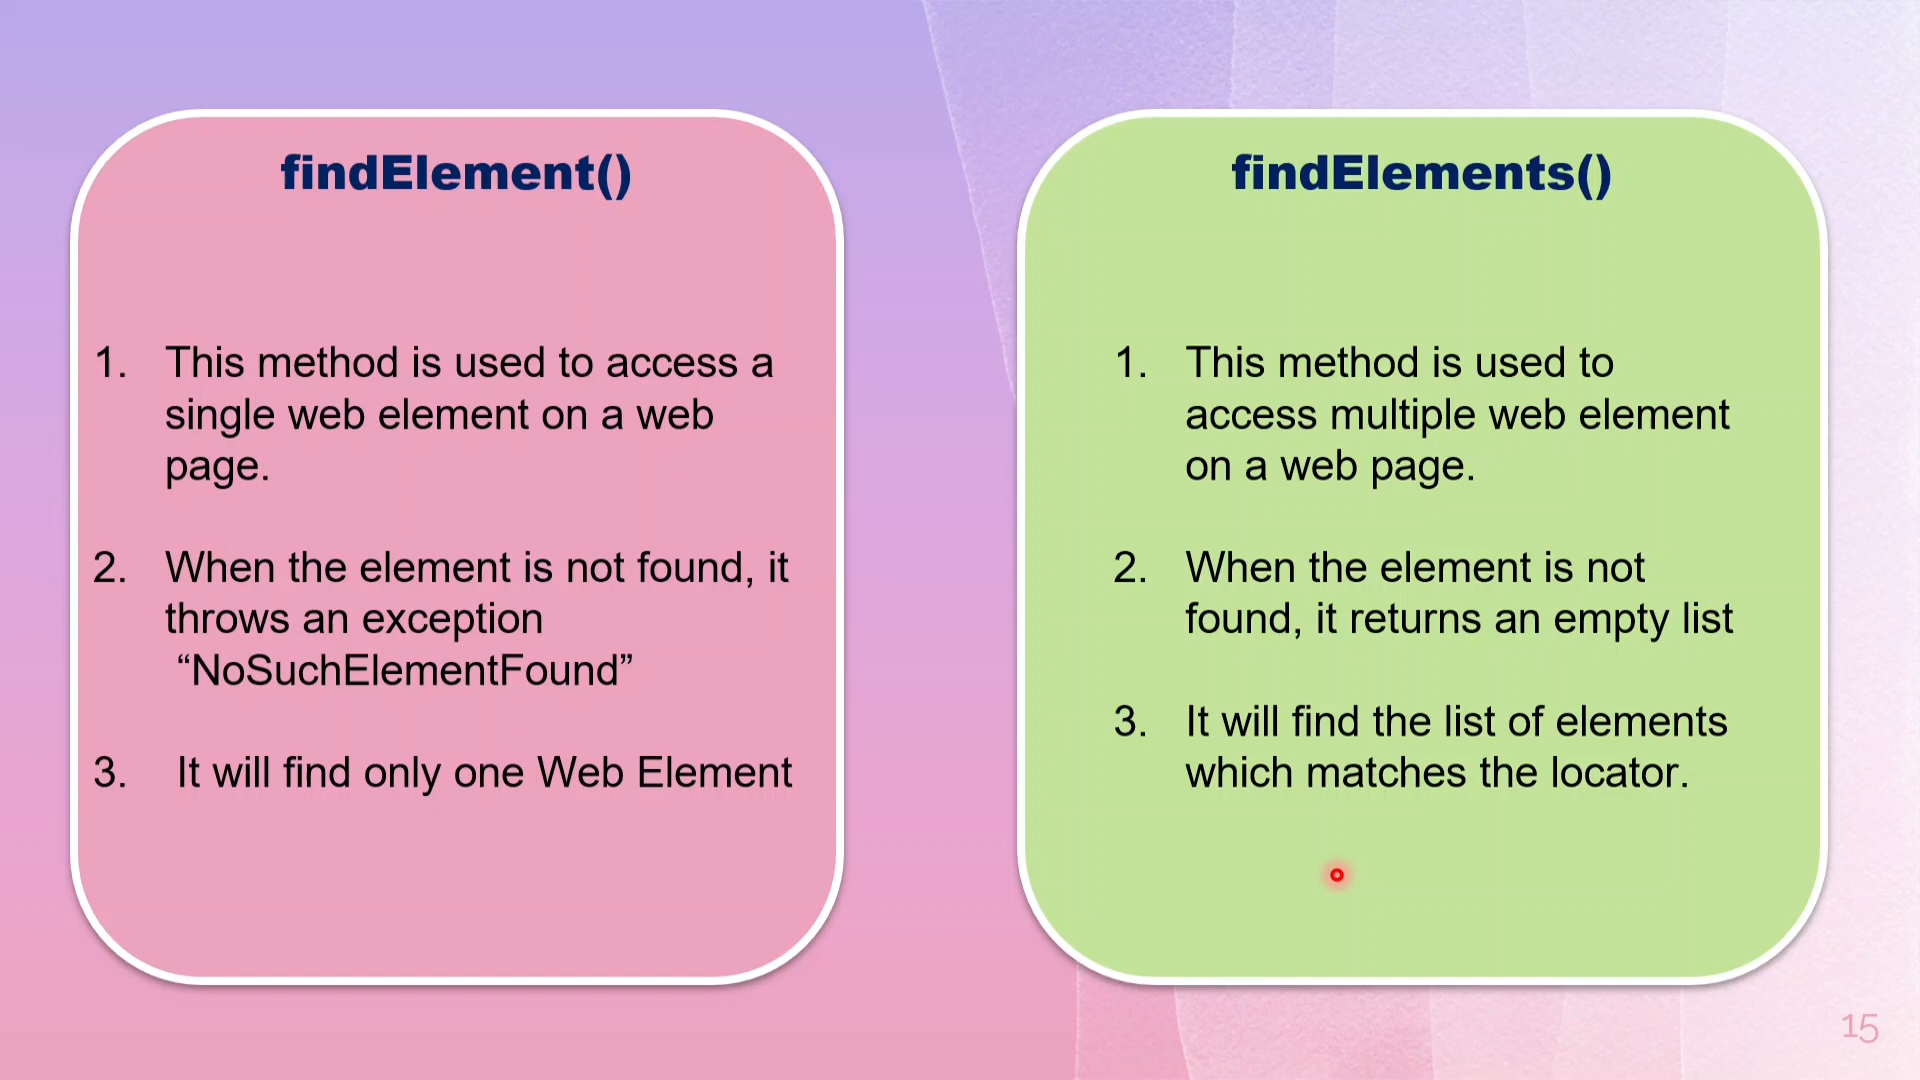 findElement()
1. This method is used to access a
single web element on a web
page.
2. When the element is not found, it
throws an exception
“NoSuchElementFound”
3. It will find only one Web Element
findElements()
1. This method is used to
access multiple web element
on a web page.
2. When the element is not
found, it returns an empty list
3. It will find the list of elements
which matches the locator.
15